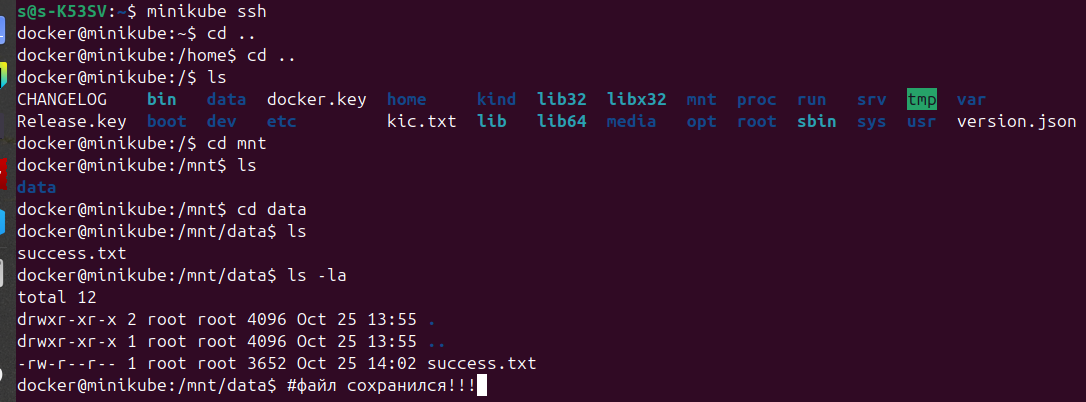 s@s-K53SV:~$ minikube ssh
docker@minikube:~$ cd ..
docker@minikube:/home$ cd ..
docker@minikube:/$ ls
CHANGELOG bin data docker.key home kind lib32 libx32 mnt proc run srv tmp var
Release.key boot dev etc kic.txt lib lib64 media opt root sbin sys usr version.json
docker@minikube:/$ cd mnt
docker@minikube:/mnt$ ls
data
docker@minikube:/mnt$ cd data
docker@minikube:/mnt/data$ ls
success.txt
docker@minikube:/mnt/data$ ls -la
total 12
drwxr-xr-x 2 root root 4096 Oct 25 13:55 .
drwxr-xr-x 1 root root 4096 Oct 25 13:55 ..
-rw-r--r-- 1 root root 3652 Oct 25 14:02 success.txt
docker@minikube:/mnt/data$ #файл сохранился!!!